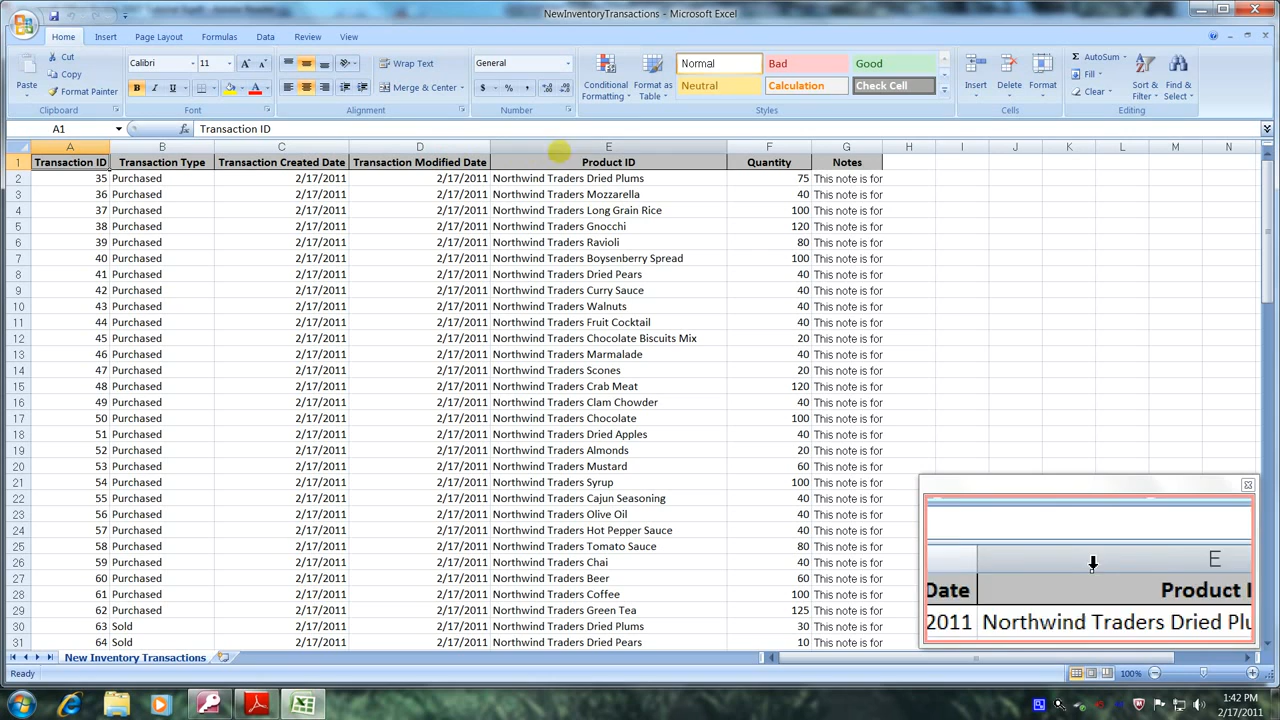 NewInventoryTransactions - Microsoft Excel
Home Insert Page Layout Formulas Data Review View
Paste Cut Copy Format Painter Clipboard
Calibri 11 B I U Font
Wrap Text Merge & Center Alignment
General $ % , Number
Conditional Formatting Format as Table
Normal Bad Good
Neutral Calculation Check Cell
Styles
Insert Delete Format Cells
Σ AutoSum Fill Clear Sort & Filter Find & Select Editing
A1 fx Transaction ID
A B C D E F G H I J K L M N
1 Transaction ID Transaction Type Transaction Created Date Transaction Modified Date Product ID Quantity Notes
2 35 Purchased 2/17/2011 2/17/2011 Northwind Traders Dried Plums 75 This note is for
3 36 Purchased 2/17/2011 2/17/2011 Northwind Traders Mozzarella 40 This note is for
4 37 Purchased 2/17/2011 2/17/2011 Northwind Traders Long Grain Rice 100 This note is for
5 38 Purchased 2/17/2011 2/17/2011 Northwind Traders Gnocchi 120 This note is for
6 39 Purchased 2/17/2011 2/17/2011 Northwind Traders Ravioli 80 This note is for
7 40 Purchased 2/17/2011 2/17/2011 Northwind Traders Boysenberry Spread 100 This note is for
8 41 Purchased 2/17/2011 2/17/2011 Northwind Traders Dried Pears 40 This note is for
9 42 Purchased 2/17/2011 2/17/2011 Northwind Traders Curry Sauce 40 This note is for
10 43 Purchased 2/17/2011 2/17/2011 Northwind Traders Walnuts 40 This note is for
11 44 Purchased 2/17/2011 2/17/2011 Northwind Traders Fruit Cocktail 40 This note is for
12 45 Purchased 2/17/2011 2/17/2011 Northwind Traders Chocolate Biscuits Mix 20 This note is for
13 46 Purchased 2/17/2011 2/17/2011 Northwind Traders Marmalade 40 This note is for
14 47 Purchased 2/17/2011 2/17/2011 Northwind Traders Scones 20 This note is for
15 48 Purchased 2/17/2011 2/17/2011 Northwind Traders Crab Meat 120 This note is for
16 49 Purchased 2/17/2011 2/17/2011 Northwind Traders Clam Chowder 40 This note is for
17 50 Purchased 2/17/2011 2/17/2011 Northwind Traders Chocolate 100 This note is for
18 51 Purchased 2/17/2011 2/17/2011 Northwind Traders Dried Apples 40 This note is for
19 52 Purchased 2/17/2011 2/17/2011 Northwind Traders Almonds 20 This note is for
20 53 Purchased 2/17/2011 2/17/2011 Northwind Traders Mustard 60 This note is for
21 54 Purchased 2/17/2011 2/17/2011 Northwind Traders Syrup 100 This note is for
22 55 Purchased 2/17/2011 2/17/2011 Northwind Traders Cajun Seasoning 40 This note is for
23 56 Purchased 2/17/2011 2/17/2011 Northwind Traders Olive Oil 40 This note is for
24 57 Purchased 2/17/2011 2/17/2011 Northwind Traders Hot Pepper Sauce 40 This note is for
25 58 Purchased 2/17/2011 2/17/2011 Northwind Traders Tomato Sauce 80 This note is for
26 59 Purchased 2/17/2011 2/17/2011 Northwind Traders Chai 40 This note is for
27 60 Purchased 2/17/2011 2/17/2011 Northwind Traders Beer 60 This note is for
28 61 Purchased 2/17/2011 2/17/2011 Northwind Traders Coffee 100 This note is for
29 62 Purchased 2/17/2011 2/17/2011 Northwind Traders Green Tea 125 This note is for
30 63 Sold 2/17/2011 2/17/2011 Northwind Traders Dried Plums 30 This note is for
31 64 Sold 2/17/2011 2/17/2011 Northwind Traders Dried Pears 10 This note is for
E
Date Product I
2011 Northwind Traders Dried Plu
New Inventory Transactions
Ready 100%
1:42 PM
2/17/2011